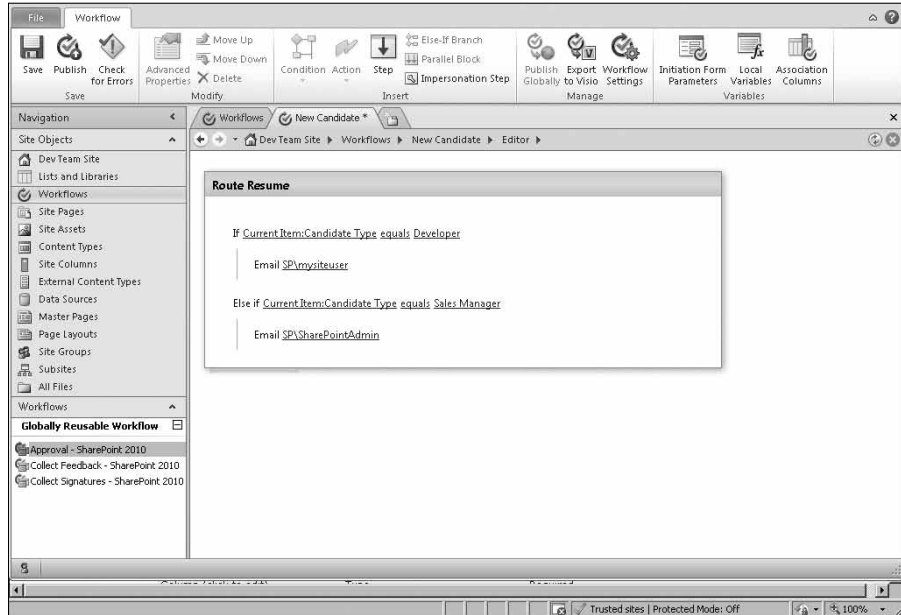 File Workflow
Save Publish Check for Errors
Save
Advanced Properties
Move Up
Move Down
Delete
Modify
Condition Action Step
Else-If Branch
Parallel Block
Impersonation Step
Insert
Publish Globally Export to Visio Workflow Settings
Manage
Initiation Form Parameters Local Variables Association Columns
Variables
Navigation
Workflows New Candidate *
Site Objects
Dev Team Site Workflows New Candidate Editor
Dev Team Site
Lists and Libraries
Workflows
Site Pages
Site Assets
Content Types
Site Columns
External Content Types
Data Sources
Master Pages
Page Layouts
Site Groups
Subsites
All Files
Workflows
Globally Reusable Workflow
Approval - SharePoint 2010
Collect Feedback - SharePoint 2010
Collect Signatures - SharePoint 2010
Route Resume
If Current Item:Candidate Type equals Developer
Email SP\mysiteuser
Else if Current Item:Candidate Type equals Sales Manager
Email SP\SharePointAdmin
Trusted sites | Protected Mode: Off
100%